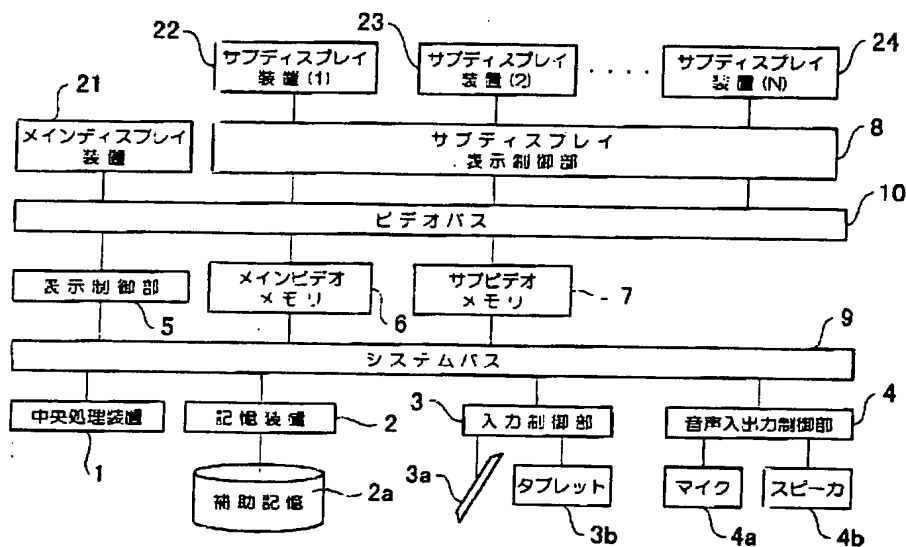 22
23
24
サブディスプレイ
装置(1)
サブディスプレイ
装置(2)
・・・・
サブディスプレイ
装置(N)
21
メインディスプレイ
装置
サブディスプレイ
表示制御部
8
10
ビデオバス
表示制御部
5
メインビデオ
メモリ
6
サブビデオ
メモリ
7
9
システムバス
中央処理装置
1
記憶装置
2
3
入力制御部
4
音声入出力制御部
補助記憶
2a
3a
タブレット
3b
マイク
4a
スピーカ
4b